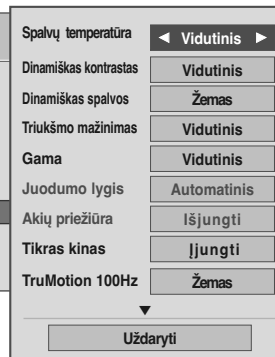 Spalvų temperatūra ◄ Vidutinis ►
Dinamiškas kontrastas Vidutinis
Dinamiškas spalvos Žemas
Triukšmo mažinimas Vidutinis
Gama Vidutinis
Juodumo lygis Automatinis
Akių priežiūra Išjungti
Tikras kinas Įjungti
TruMotion 100Hz Žemas
▼
Uždaryti